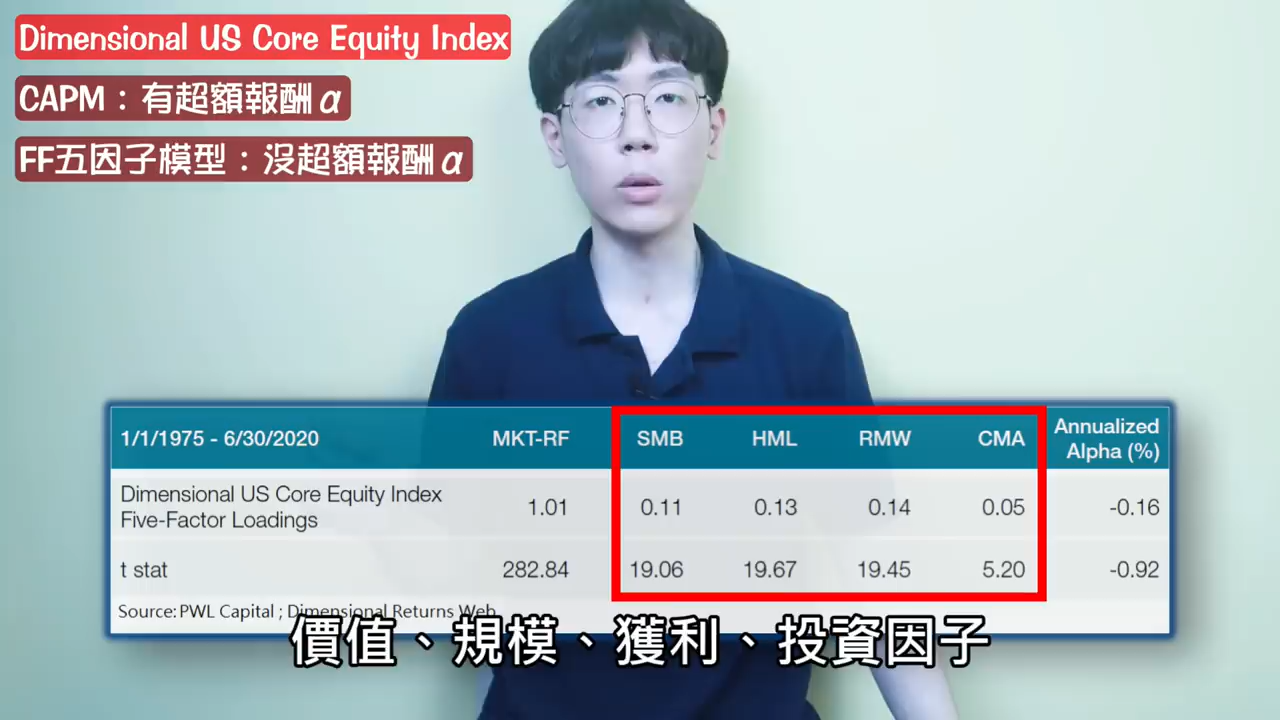 Dimensional US Core Equity Index
CAPM：有超額報酬α
FF五因子模型：沒超額報酬α
1/1/1975 - 6/30/2020 MKT-RF SMB HML RMW CMA Annualized Alpha (%)
Dimensional US Core Equity Index Five-Factor Loadings 1.01 0.11 0.13 0.14 0.05 -0.16
t stat 282.84 19.06 19.67 19.45 5.20 -0.92
Source: PWL Capital ; Dimensional Returns Web
價值、規模、獲利、投資因子